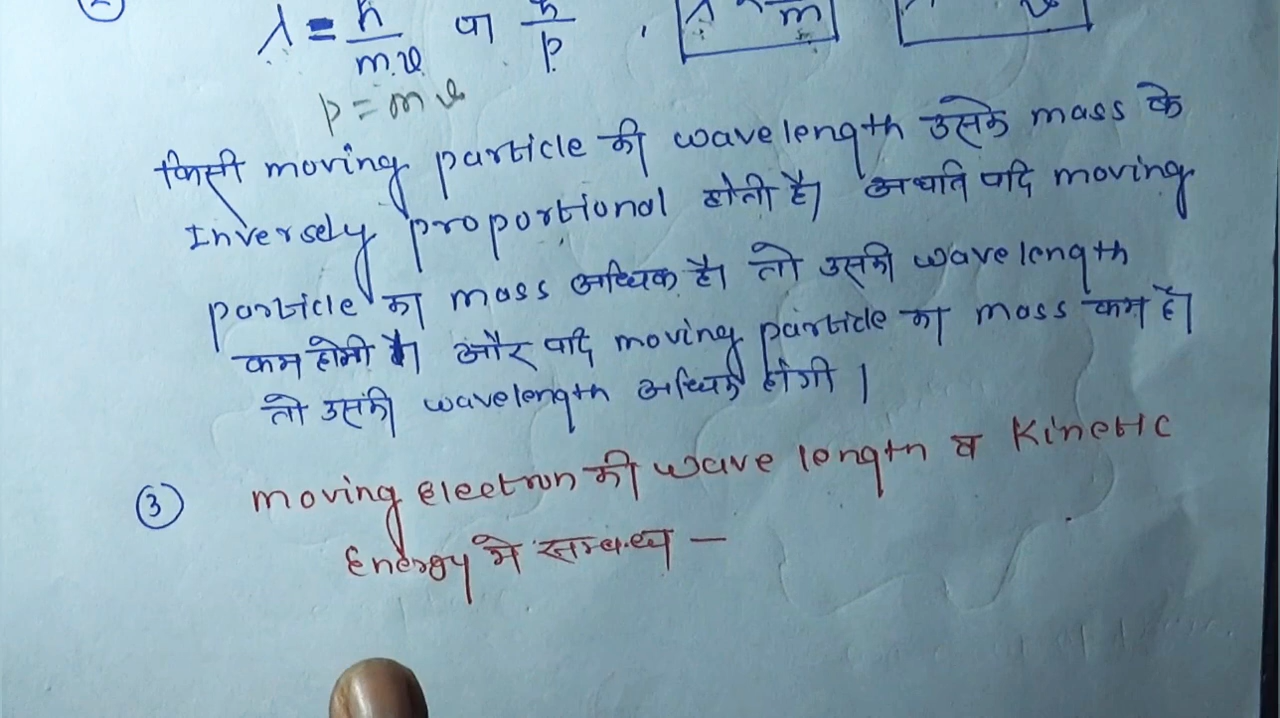 λ = h/m.v या h/p ,
p = mv
किसी moving particle की wavelength उसके mass के
Inversely proportional होती है। अर्थात यदि moving
particle का mass अधिक है। तो उसकी wavelength
कम होगी। और यदि moving particle का mass कम है।
तो उसकी wavelength अधिक होगी।
③ moving electron की wave length व Kinetic
Energy मे सम्बन्ध —